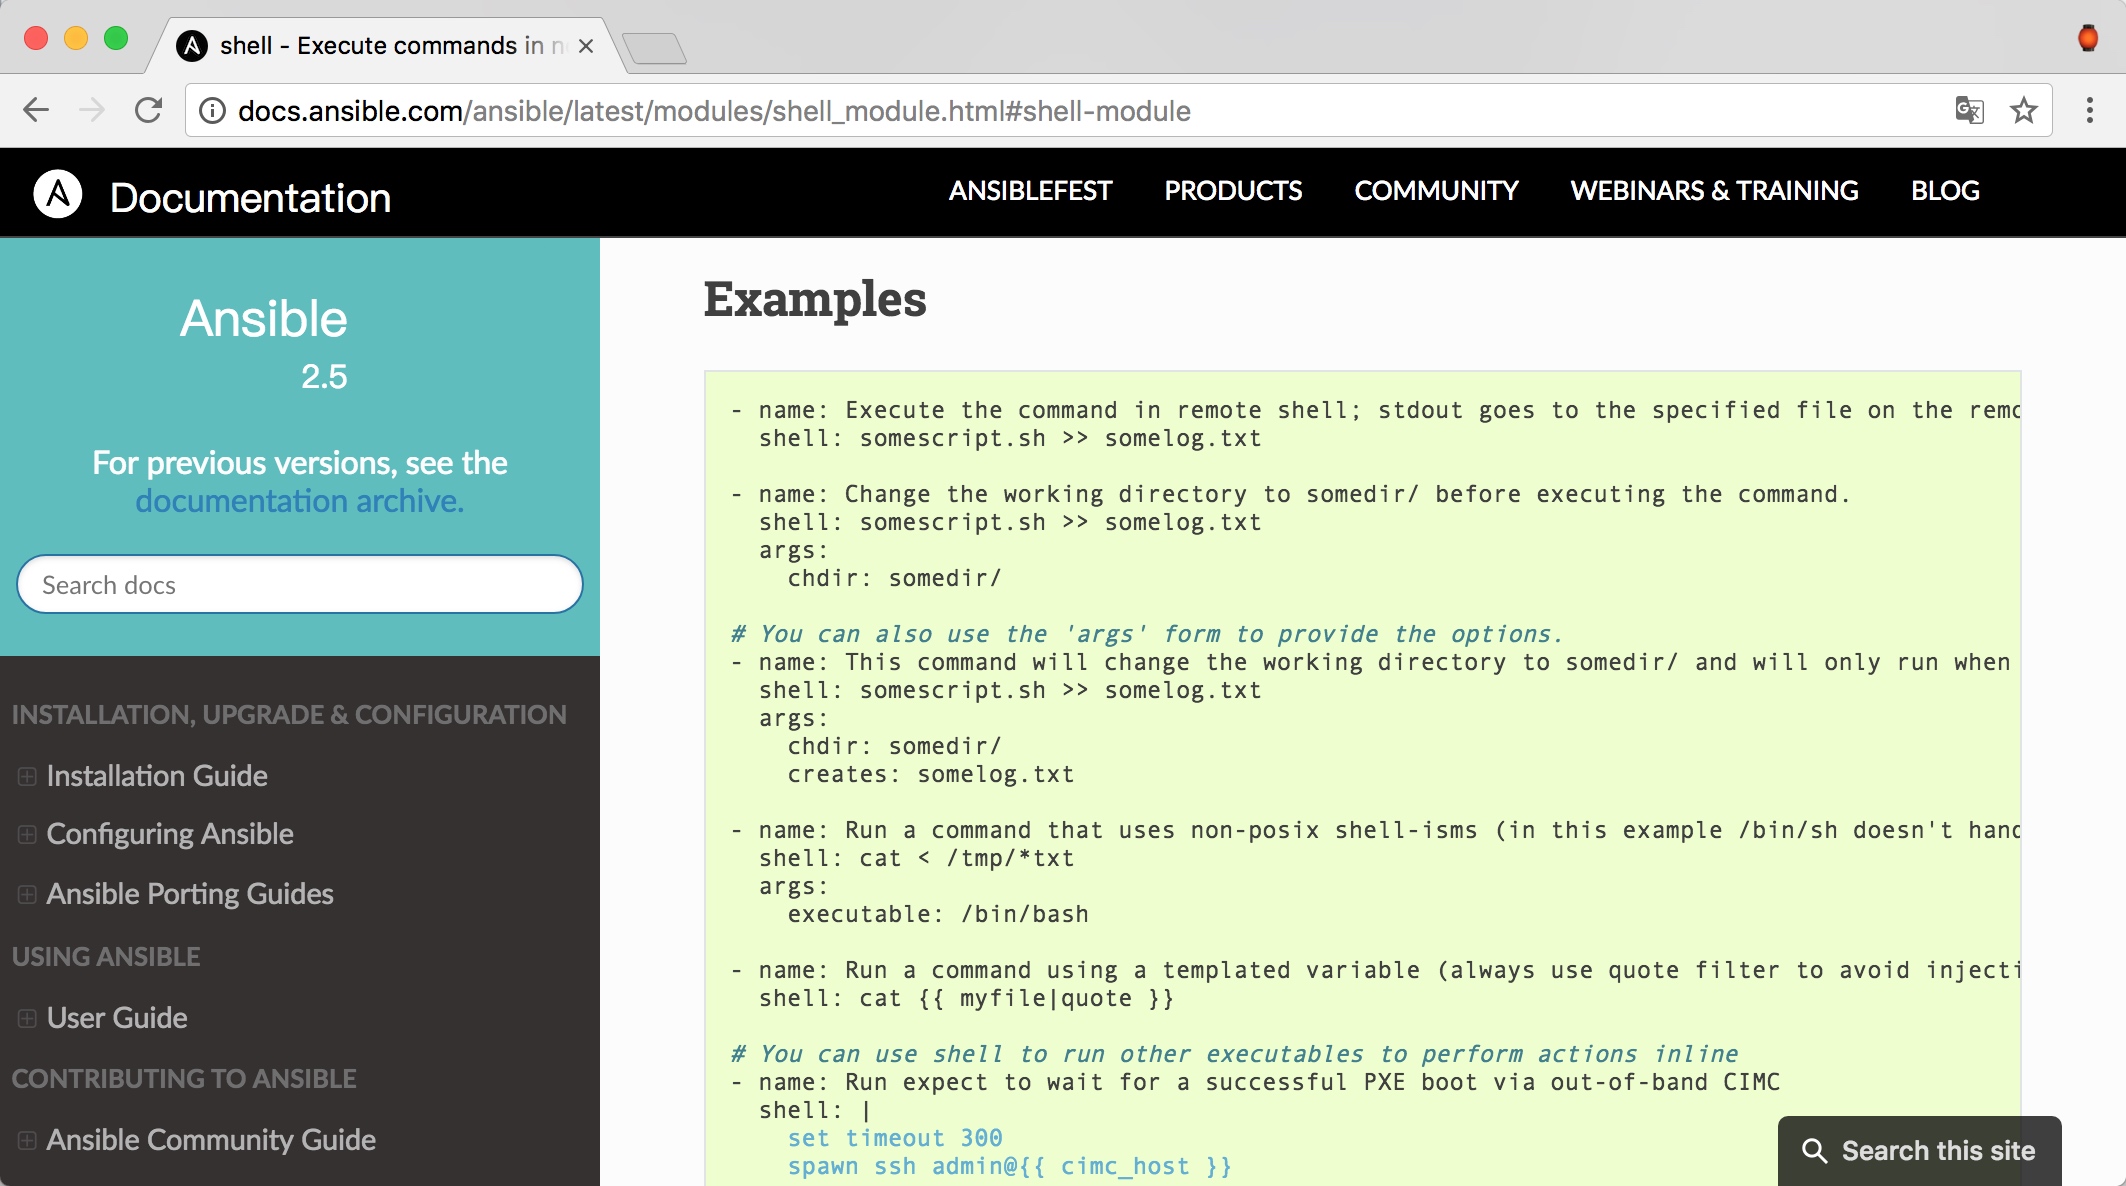 shell - Execute commands in n
docs.ansible.com/ansible/latest/modules/shell_module.html#shell-module
Documentation
ANSIBLEFEST PRODUCTS COMMUNITY WEBINARS & TRAINING BLOG
Ansible
2.5
For previous versions, see the
documentation archive.
Search docs
INSTALLATION, UPGRADE & CONFIGURATION
Installation Guide
Configuring Ansible
Ansible Porting Guides
USING ANSIBLE
User Guide
CONTRIBUTING TO ANSIBLE
Ansible Community Guide
Examples
- name: Execute the command in remote shell; stdout goes to the specified file on the remo
  shell: somescript.sh >> somelog.txt
- name: Change the working directory to somedir/ before executing the command.
  shell: somescript.sh >> somelog.txt
  args:
    chdir: somedir/
# You can also use the 'args' form to provide the options.
- name: This command will change the working directory to somedir/ and will only run when
  shell: somescript.sh >> somelog.txt
  args:
    chdir: somedir/
    creates: somelog.txt
- name: Run a command that uses non-posix shell-isms (in this example /bin/sh doesn't hand
  shell: cat < /tmp/*txt
  args:
    executable: /bin/bash
- name: Run a command using a templated variable (always use quote filter to avoid injecti
  shell: cat {{ myfile|quote }}
# You can use shell to run other executables to perform actions inline
- name: Run expect to wait for a successful PXE boot via out-of-band CIMC
  shell: |
    set timeout 300
    spawn ssh admin@{{ cimc_host }}
Search this site